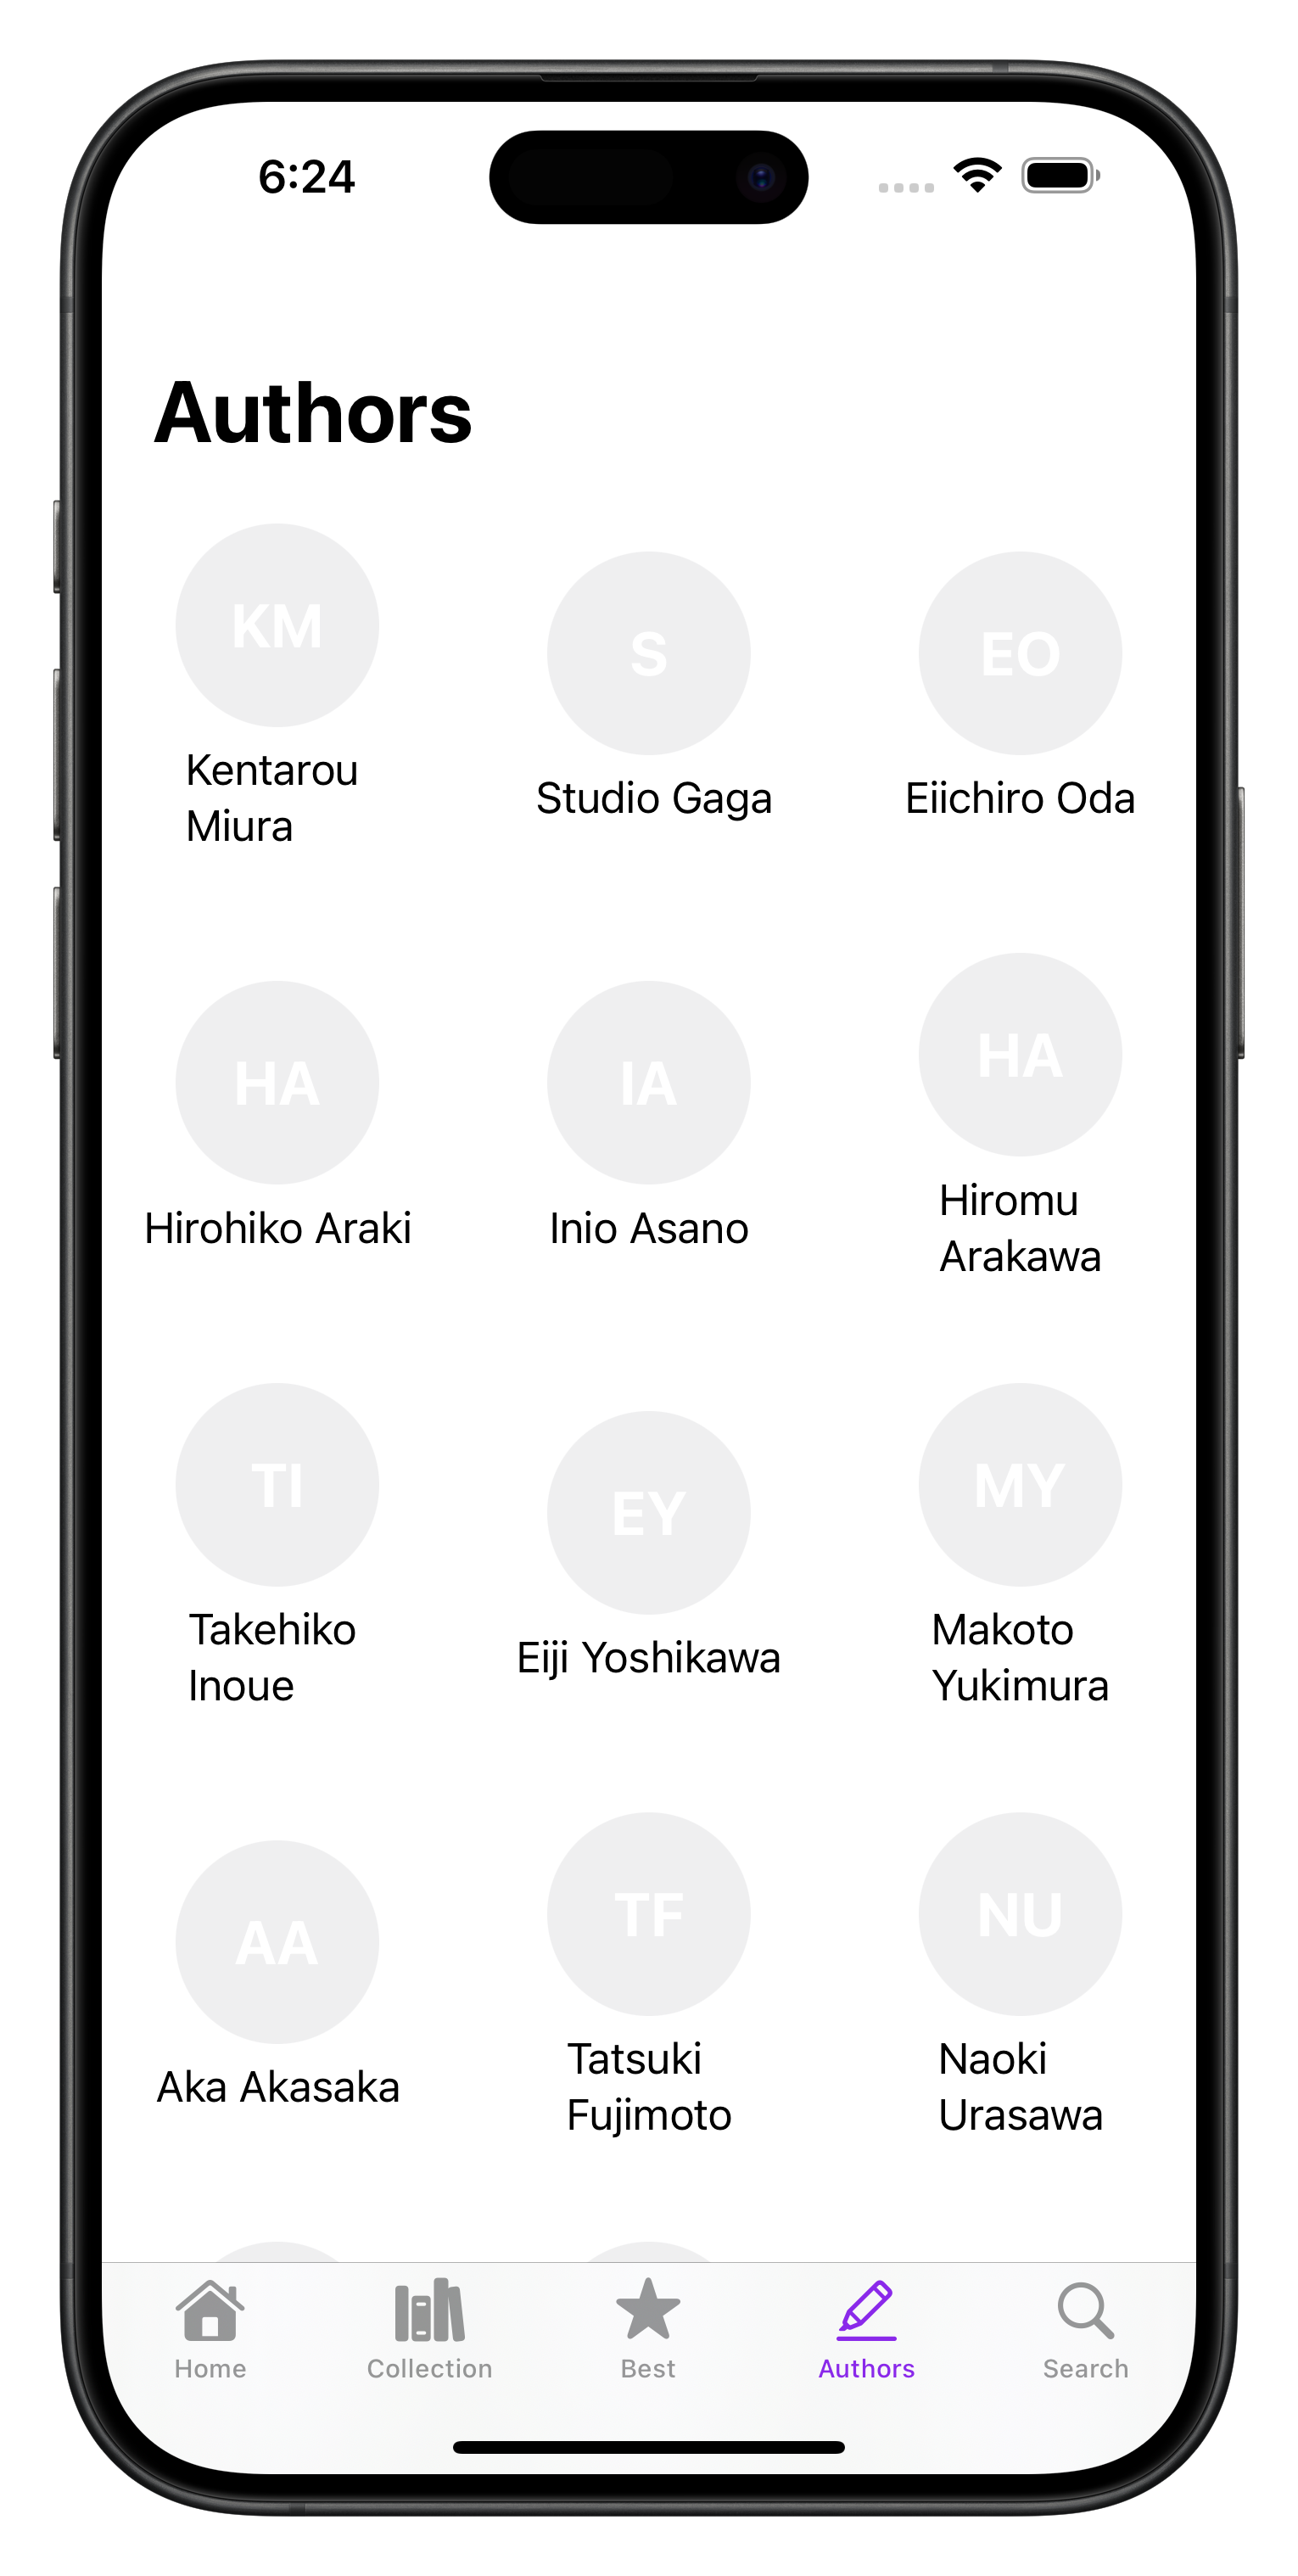 6:24
Authors
KM
S
EO
Kentarou
Miura
Studio Gaga
Eiichiro Oda
HA
IA
HA
Hirohiko Araki
Inio Asano
Hiromu
Arakawa
TI
EY
MY
Takehiko
Inoue
Eiji Yoshikawa
Makoto
Yukimura
AA
TF
NU
Aka Akasaka
Tatsuki
Fujimoto
Naoki
Urasawa
Home
Collection
Best
Authors
Search